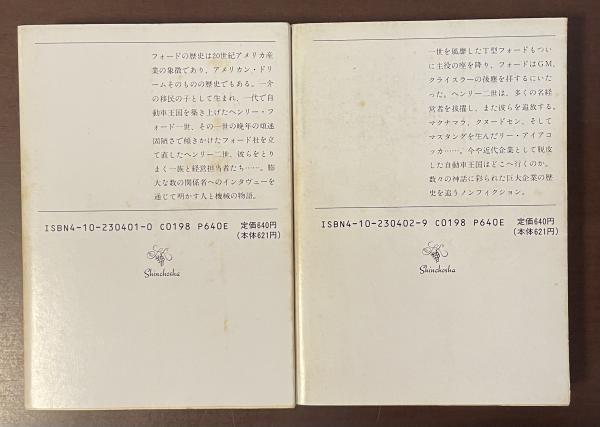 フォードの歴史は20世紀アメリカ産
業の象徴であり、アメリカン・ドリ
ームそのものの歴史でもある。一介
の移民の子として生まれ、一代で自
動車王国を築き上げたヘンリー・フ
ォード一世、その一世の晩年の頃迷
固陋さで傾きかけたフォード社を立
て直したヘンリー二世、彼らをとり
まく一族と経営担当者たち……。膨
大な数の関係者へのインタヴューを
通じて明かす人と機械の物語。
ISBN4-10-230401-0 C0198 P640E 定価640円
(本体621円)
Shinchosha
一世を風靡したT型フォードもつい
に主役の座を降り、フォードはGM、
クライスラーの後塵を拝するにいた
った。ヘンリー二世は、多くの名経
営者を抜擢し、また彼らを追放する。
マクナマラ、クヌードセン、そして
マスタングを生んだリー・アイアコ
ッカ……。今や近代企業として脱皮
した自動車王国はどこへ行くのか。
数々の神話に彩られた巨大企業の歴
史を追うノンフィクション。
ISBN4-10-230402-9 C0198 P640E 定価640円
(本体621円)
Shinchosha